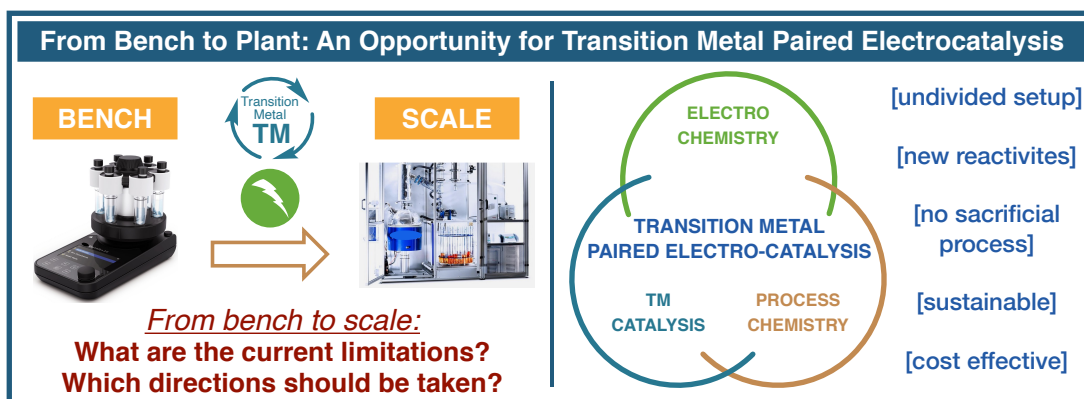 From Bench to Plant: An Opportunity for Transition Metal Paired Electrocatalysis
BENCH
Transition
Metal
TM
SCALE
From bench to scale:
What are the current limitations?
Which directions should be taken?
ELECTRO
CHEMISTRY
TRANSITION METAL
PAIRED ELECTRO-CATALYSIS
TM
CATALYSIS
PROCESS
CHEMISTRY
[undivided setup]
[new reactivites]
[no sacrificial
process]
[sustainable]
[cost effective]